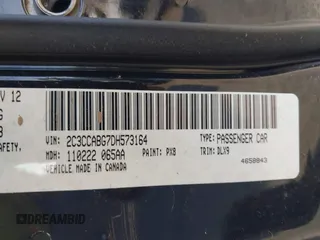 V 12
G
9
SAFETY.
VIN: 2C3CCABG7DH573164
TYPE: PASSENGER CAR
MDH: 110222 065AA
PAINT: PX8
TRIM: DLX9
VEHICLE MADE IN CANADA
4658043
DREAMBID